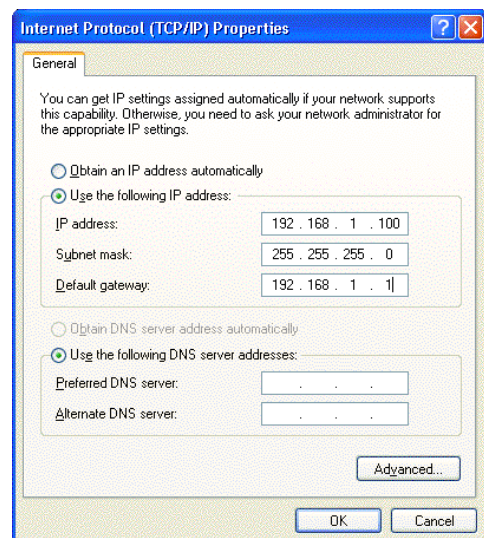 Internet Protocol (TCP/IP) Properties
General
You can get IP settings assigned automatically if your network supports
this capability. Otherwise, you need to ask your network administrator for
the appropriate IP settings.
Obtain an IP address automatically
Use the following IP address:
IP address: 192 . 168 . 1 . 100
Subnet mask: 255 . 255 . 255 . 0
Default gateway: 192 . 168 . 1 . 1
Obtain DNS server address automatically
Use the following DNS server addresses:
Preferred DNS server: . . .
Alternate DNS server: . . .
Advanced...
OK Cancel